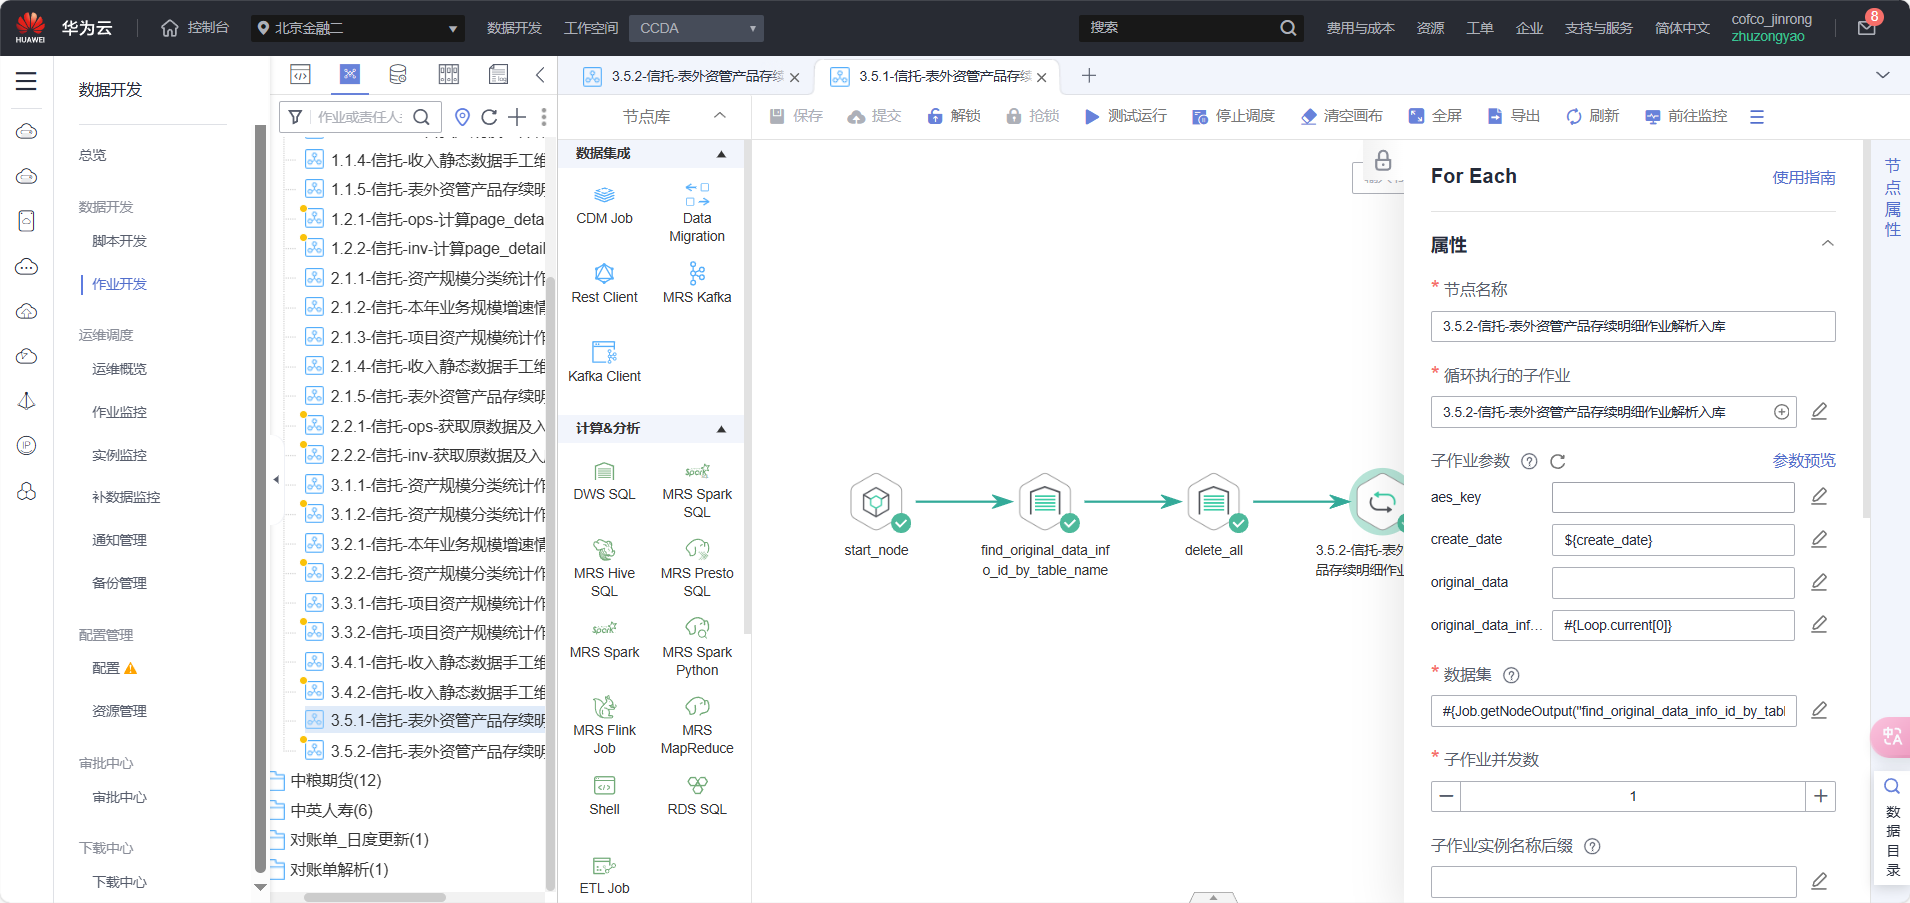 HUAWEI
华为云
控制台
北京金融二
数据开发
工作空间
CCDA
搜索
费用与成本
资源
工单
企业
支持与服务
简体中文
cofco_jinrong
zhuzongyao
8
数据开发
总览
数据开发
脚本开发
作业开发
运维调度
运维概览
作业监控
实例监控
补数据监控
通知管理
备份管理
配置管理
配置
资源管理
审批中心
审批中心
下载中心
下载中心
作业或责任人
1.1.4-信托-收入静态数据手工维
1.1.5-信托-表外资管产品存续明
1.2.1-信托-ops-计算page_deta
1.2.2-信托-inv-计算page_detail
2.1.1-信托-资产规模分类统计作
2.1.2-信托-本年业务规模增速情
2.1.3-信托-项目资产规模统计作
2.1.4-信托-收入静态数据手工维
2.1.5-信托-表外资管产品存续明
2.2.1-信托-ops-获取原数据及入
2.2.2-信托-inv-获取原数据及入
3.1.1-信托-资产规模分类统计作
3.1.2-信托-资产规模分类统计作
3.2.1-信托-本年业务规模增速情
3.2.2-信托-资产规模分类统计作
3.3.1-信托-项目资产规模统计作
3.3.2-信托-项目资产规模统计作
3.4.1-信托-收入静态数据手工维
3.4.2-信托-收入静态数据手工维
3.5.1-信托-表外资管产品存续明
3.5.2-信托-表外资管产品存续明
中粮期货(12)
中英人寿(6)
对账单_日度更新(1)
对账单解析(1)
3.5.2-信托-表外资管产品存续
3.5.1-信托-表外资管产品存续
节点库
保存
提交
解锁
抢锁
测试运行
停止调度
清空画布
全屏
导出
刷新
前往监控
数据集成
CDM Job
Data
Migration
Rest Client
MRS Kafka
Kafka Client
计算&分析
DWS SQL
MRS Spark
SQL
MRS Hive
SQL
MRS Presto
SQL
MRS Spark
MRS Spark
Python
MRS Flink
Job
MRS
MapReduce
Shell
RDS SQL
ETL Job
start_node
find_original_data_inf
o_id_by_table_name
delete_all
3.5.2-信托-表外
品存续明细作业
For Each
使用指南
属性
* 节点名称
3.5.2-信托-表外资管产品存续明细作业解析入库
* 循环执行的子作业
3.5.2-信托-表外资管产品存续明细作业解析入库
子作业参数
参数预览
aes_key
create_date
${create_date}
original_data
original_data_inf...
#{Loop.current[0]}
* 数据集
#{Job.getNodeOutput("find_original_data_info_id_by_tabl
* 子作业并发数
1
子作业实例名称后缀
节点属性
数据目录